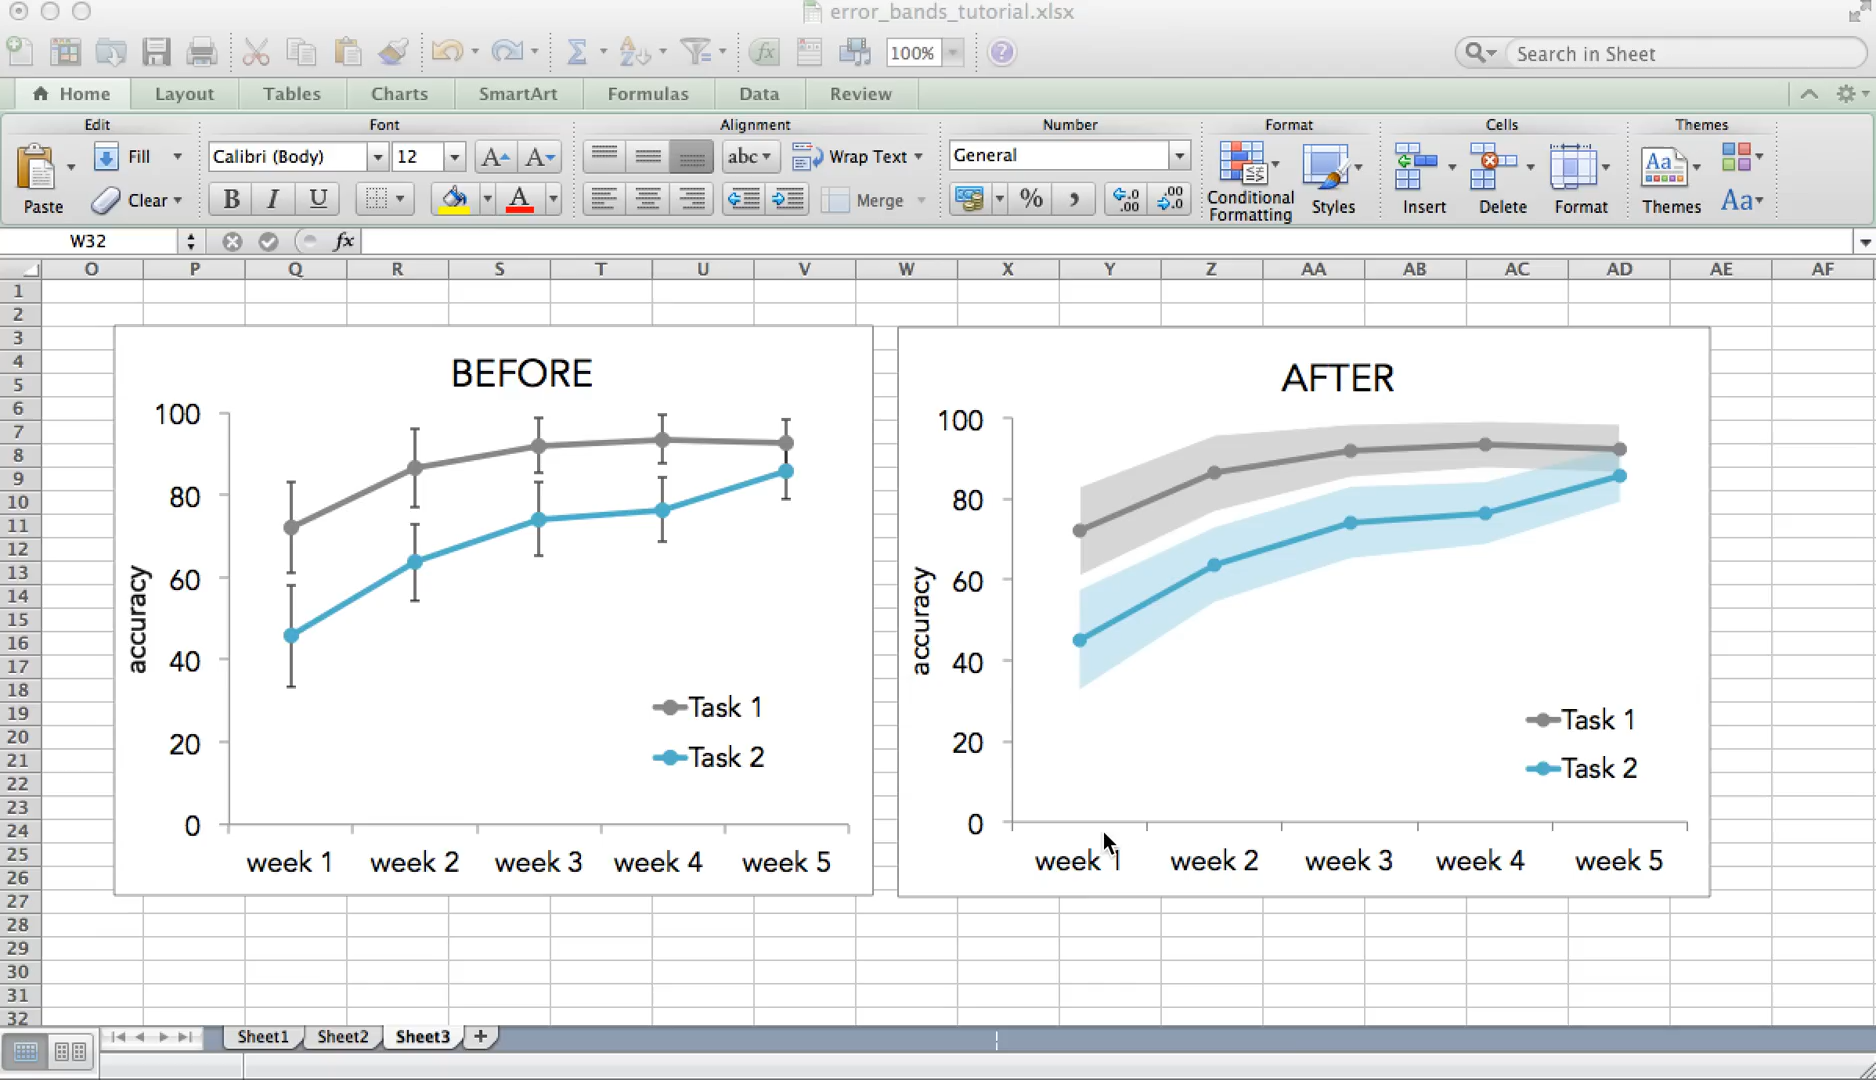 error_bands_tutorial.xlsx
100%
Search in Sheet
Home Layout Tables Charts SmartArt Formulas Data Review
Edit Font Alignment Number Format Cells Themes
Fill Calibri (Body) 12 A A abc Wrap Text General
Paste Clear B I U A Merge % , .0 .00 .00 .0 Conditional Formatting Styles Insert Delete Format Themes Aa
W32 fx
O P Q R S T U V W X Y Z AA AB AC AD AE AF
1
2
3
4
5
6
7
8
9
10
11
12
13
14
15
16
17
18
19
20
21
22
23
24
25
26
27
28
29
30
31
32
BEFORE
100
80
60
40
20
0
accuracy
Task 1
Task 2
week 1 week 2 week 3 week 4 week 5
AFTER
100
80
60
40
20
0
accuracy
Task 1
Task 2
week 1 week 2 week 3 week 4 week 5
Sheet1 Sheet2 Sheet3 +